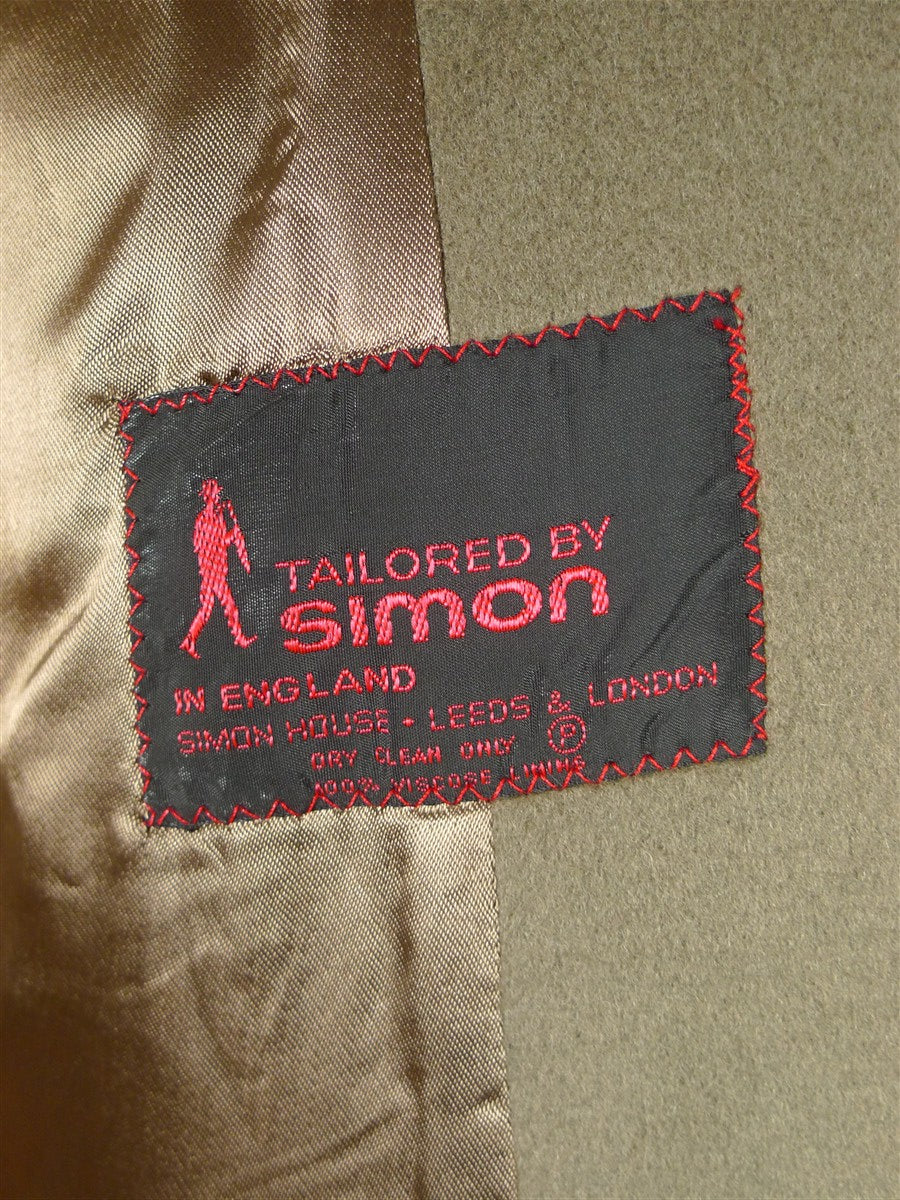 TAILORED BY
simon
IN ENGLAND
SIMON HOUSE - LEEDS & LONDON
DRY CLEAN ONLY Ⓟ
100% VISCOSE LINING